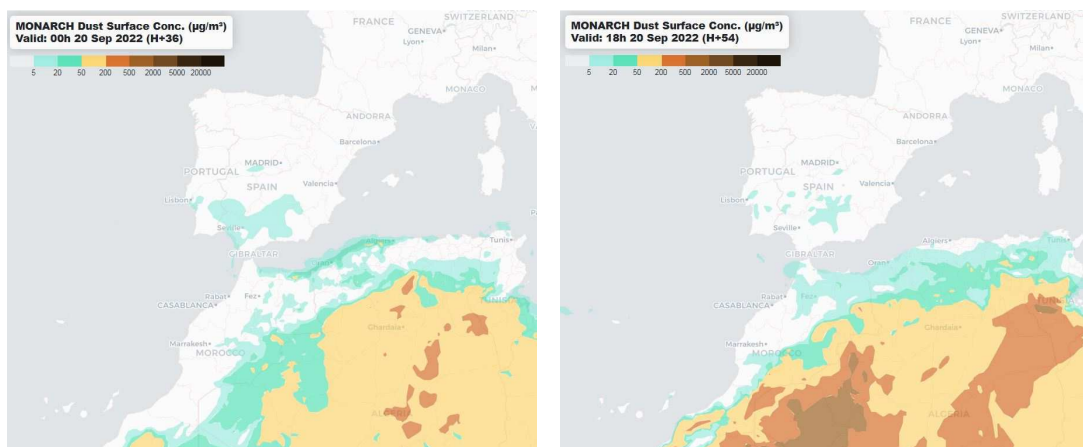 MONARCH Dust Surface Conc. (µg/m³)
Valid: 00h 20 Sep 2022 (H+36)
5 20 50 200 500 2000 5000 20000
FRANCE
SWITZERLAND
GENEVA
Lyon
Milan
MONACO
ANDORRA
Barcelona
MADRID
PORTUGAL
SPAIN
Valencia
Lisbon
Seville
GIBRALTAR
Algiers
Tunis
Oran
Rabat
Fez
CASABLANCA
TUNIS
Ghardaia
Marrakesh
MOROCCO
ALGERIA
MONARCH Dust Surface Conc. (µg/m³)
Valid: 18h 20 Sep 2022 (H+54)
5 20 50 200 500 2000 5000 20000
FRANCE
SWITZERLAND
GENEVA
Lyon
Milan
MONACO
ANDORRA
Barcelona
MADRID
PORTUGAL
SPAIN
Valencia
Lisbon
Seville
GIBRALTAR
Algiers
Tunis
Oran
Rabat
Fez
CASABLANCA
TUNIS
Ghardaia
Marrakesh
MOROCCO
ALGERIA